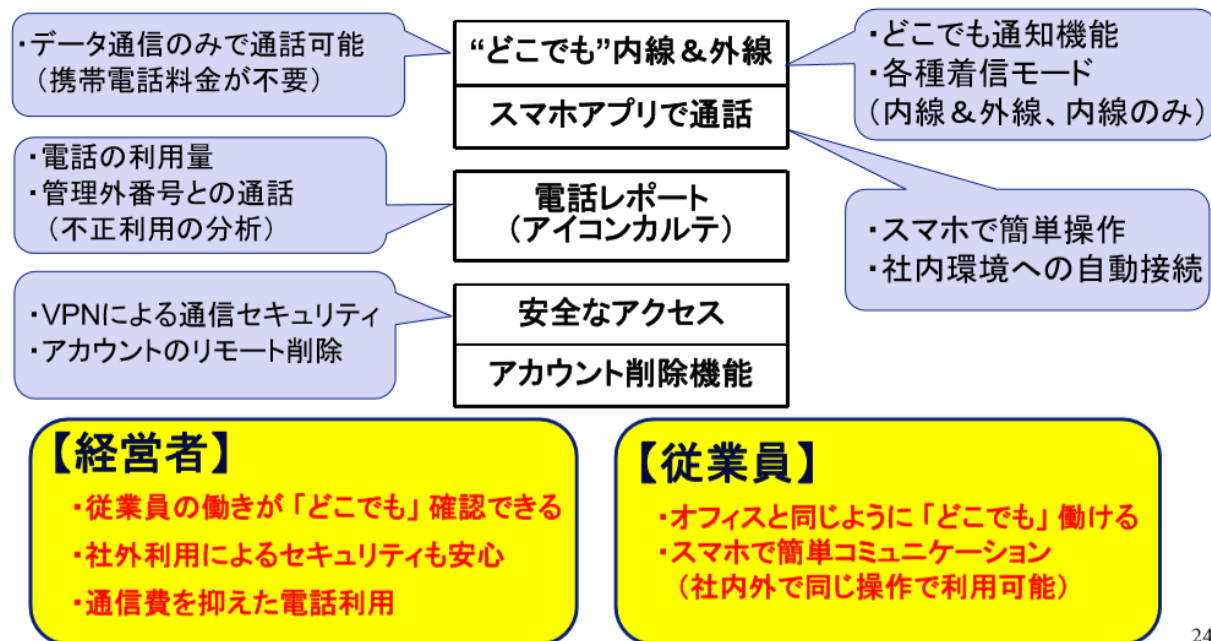 ・データ通信のみで通話可能
（携帯電話料金が不要）
“どこでも”内線＆外線
スマホアプリで通話
・どこでも通知機能
・各種着信モード
（内線＆外線、内線のみ）
・電話の利用量
・管理外番号との通話
（不正利用の分析）
電話レポート
（アイコンカルテ）
・スマホで簡単操作
・社内環境への自動接続
・VPNによる通信セキュリティ
・アカウントのリモート削除
安全なアクセス
アカウント削除機能
【経営者】
・従業員の働きが「どこでも」確認できる
・社外利用によるセキュリティも安心
・通信費を抑えた電話利用
【従業員】
・オフィスと同じように「どこでも」働ける
・スマホで簡単コミュニケーション
（社内外で同じ操作で利用可能）
24